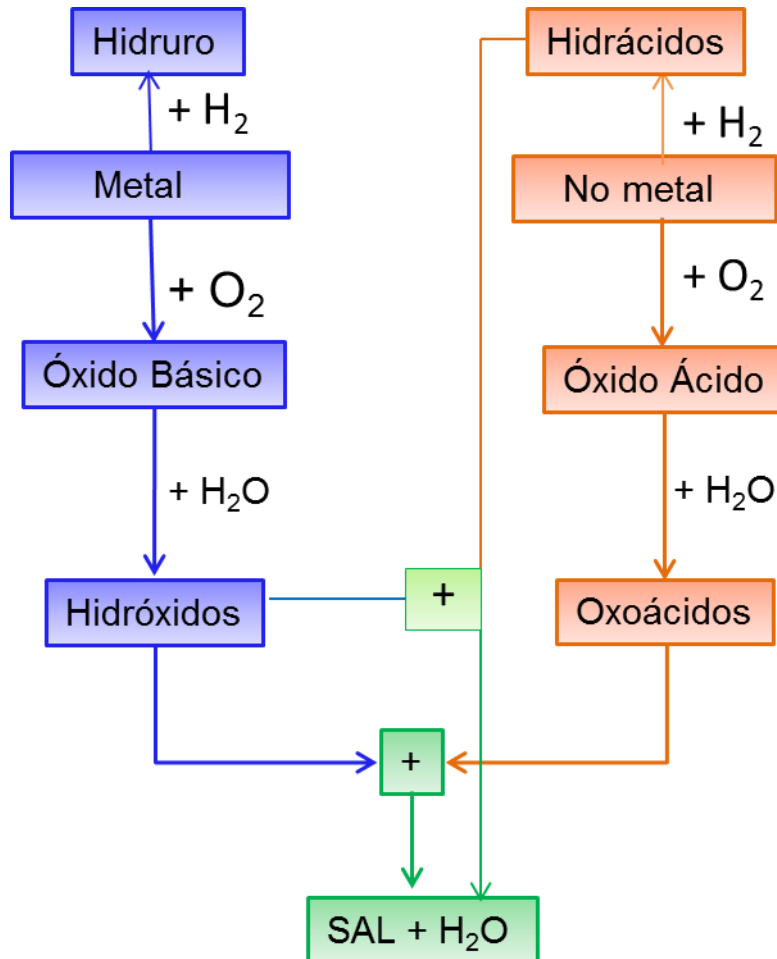 Hidruro
Hidrácidos
+ H₂
+ H₂
Metal
No metal
+ O₂
+ O₂
Óxido Básico
Óxido Ácido
+ H₂O
+ H₂O
Hidróxidos
+
Oxoácidos
+
SAL + H₂O